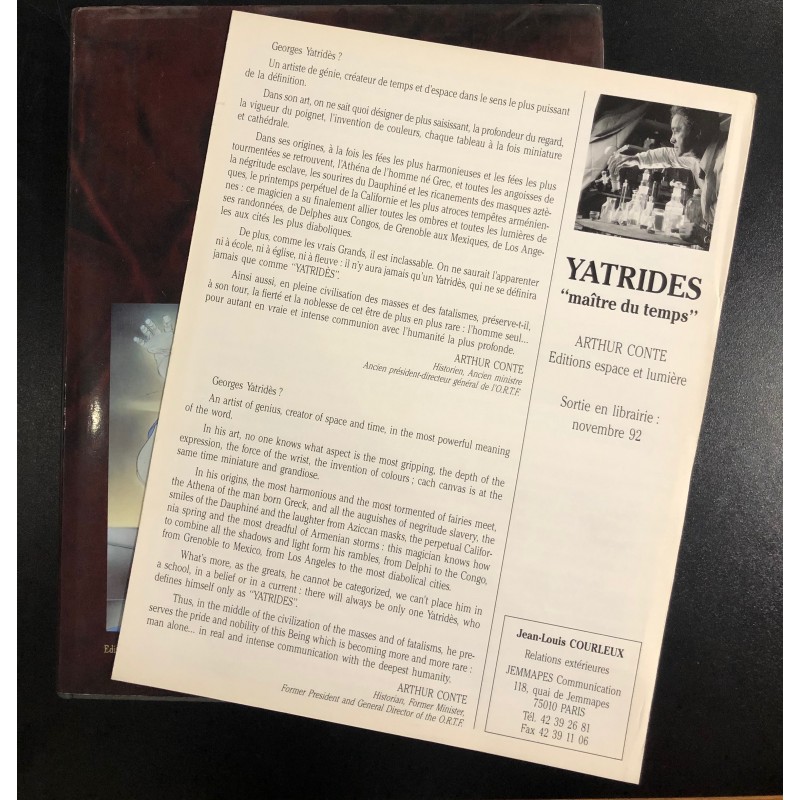 Georges Yatridès ?
Un artiste de génie, créateur de temps et d'espace dans le sens le plus puissant
de la définition.
Dans son art, on ne sait quoi désigner de plus saisissant, la profondeur du regard,
la vigueur du poignet, l'invention de couleurs, chaque tableau à la fois miniature
et cathédrale.
Dans ses origines, à la fois les fées les plus harmonieuses et les fées les plus
tourmentées se retrouvent, l'Athéna de l'homme né Grec, et toutes les angoisses de
la négritude esclave, les sourires du Dauphiné et les ricanements des masques aztè-
ques, le printemps perpétuel de la Californie et les plus atroces tempêtes arménien-
nes : ce magicien a su finalement allier toutes les ombres et toutes les lumières de
ses randonnées, de Delphes aux Congos, de Grenoble aux Mexiques, de Los Ange-
les aux cités les plus diaboliques.
De plus, comme les vrais Grands, il est inclassable. On ne saurait l'apparenter
ni à école, ni à église, ni à fleuve : il n'y aura jamais qu'un Yatridès, qui ne se définira
jamais que comme "YATRIDÈS".
Ainsi aussi, en pleine civilisation des masses et des fatalismes, préserve-t-il,
à son tour, la fierté et la noblesse de cet être de plus en plus rare : l'homme seul...
pour autant en vraie et intense communion avec l'humanité la plus profonde.
ARTHUR CONTE
Historien, Ancien ministre
Ancien président-directeur général de l'O.R.T.F.
Georges Yatridès ?
An artist of genius, creator of space and time, in the most powerful meaning
of the word.
In his art, no one knows what aspect is the most gripping, the depth of the
expression, the force of the wrist, the invention of colours ; cach canvas is at the
same time miniature and grandiose.
In his origins, the most harmonious and the most tormented of fairies meet,
the Athena of the man born Greck, and all the auguishes of negritude slavery, the
smiles of the Dauphiné and the laughter from Aziccan masks, the perpetual Califor-
nia spring and the most dreadful of Armenian storms : this magician knows how
to combine all the shadows and light form his rambles, from Delphi to the Congo,
from Grenoble to Mexico, from Los Angeles to the most diabolical cities.
What's more, as the greats, he cannot be categorized, we can't place him in
a school, in a belief or in a current : there will always be only one Yatridès, who
defines himself only as "YATRIDÈS".
Thus, in the middle of the civilization of the masses and of fatalisms, he pre-
serves the pride and nobility of this Being which is becoming more and more rare :
man alone... in real and intense communication with the deepest humanity.
ARTHUR CONTE
Historian, Former Minister,
Former President and General Director of the O.R.T.F.
YATRIDES
"maître du temps"
ARTHUR CONTE
Editions espace et lumière
Sortie en librairie :
novembre 92
Jean-Louis COURLEUX
Relations extérieures
JEMMAPES Communication
118, quai de Jemmapes
75010 PARIS
Tél. 42 39 26 81
Fax 42 39 11 06